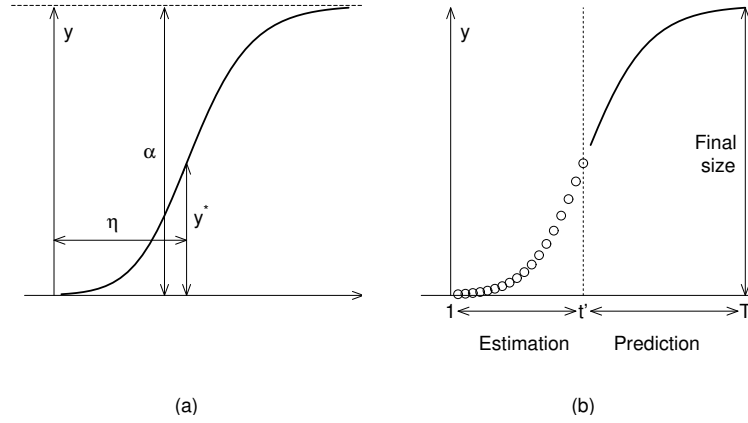 y
α
η
y*
(a)
y
Final
size
1
t'
T
Estimation
Prediction
(b)